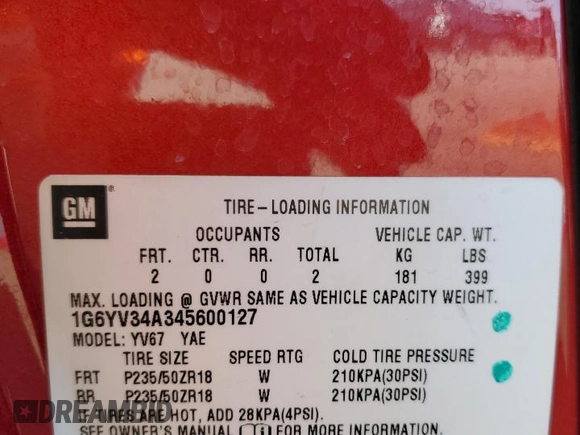 GM ®
TIRE-LOADING INFORMATION
OCCUPANTS VEHICLE CAP. WT.
FRT. CTR. RR. TOTAL KG LBS
2 0 0 2 181 399
MAX. LOADING @ GVWR SAME AS VEHICLE CAPACITY WEIGHT.
1G6YV34A345600127
MODEL: YV67 YAE
TIRE SIZE SPEED RTG COLD TIRE PRESSURE
FRT P235/50ZR18 W 210KPA(30PSI)
RR P235/50ZR18 W 210KPA(30PSI)
IF TIRES ARE HOT, ADD 28KPA(4PSI).
SEE OWNER'S MANUAL FOR MORE INFORMATION.
DREAMBID